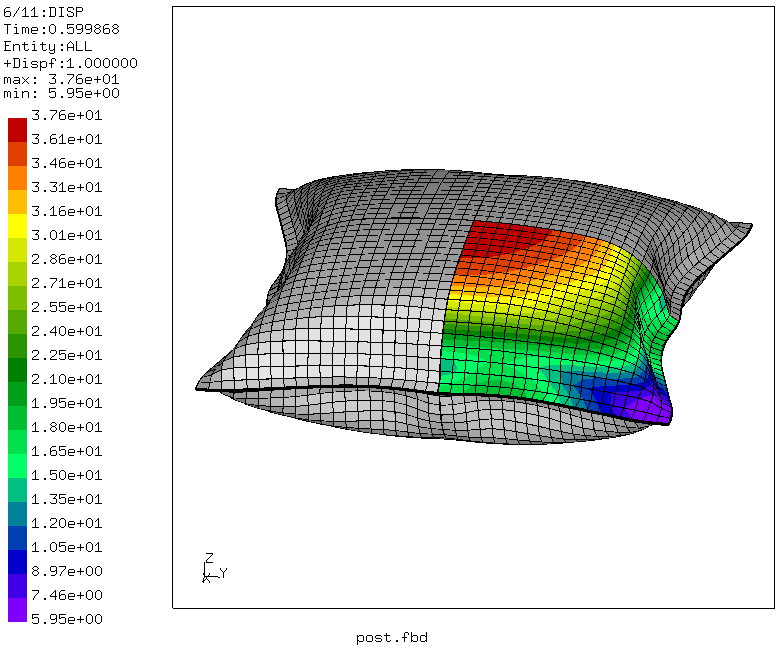 6/11:DISP
Time:0.599868
Entity:ALL
+Dispf:1.000000
max: 3.76e+01
min: 5.95e+00
3.76e+01
3.61e+01
3.46e+01
3.31e+01
3.16e+01
3.01e+01
2.86e+01
2.71e+01
2.55e+01
2.40e+01
2.25e+01
2.10e+01
1.95e+01
1.80e+01
1.65e+01
1.50e+01
1.35e+01
1.20e+01
1.05e+01
8.97e+00
7.46e+00
5.95e+00
Z
X Y
post.fbd